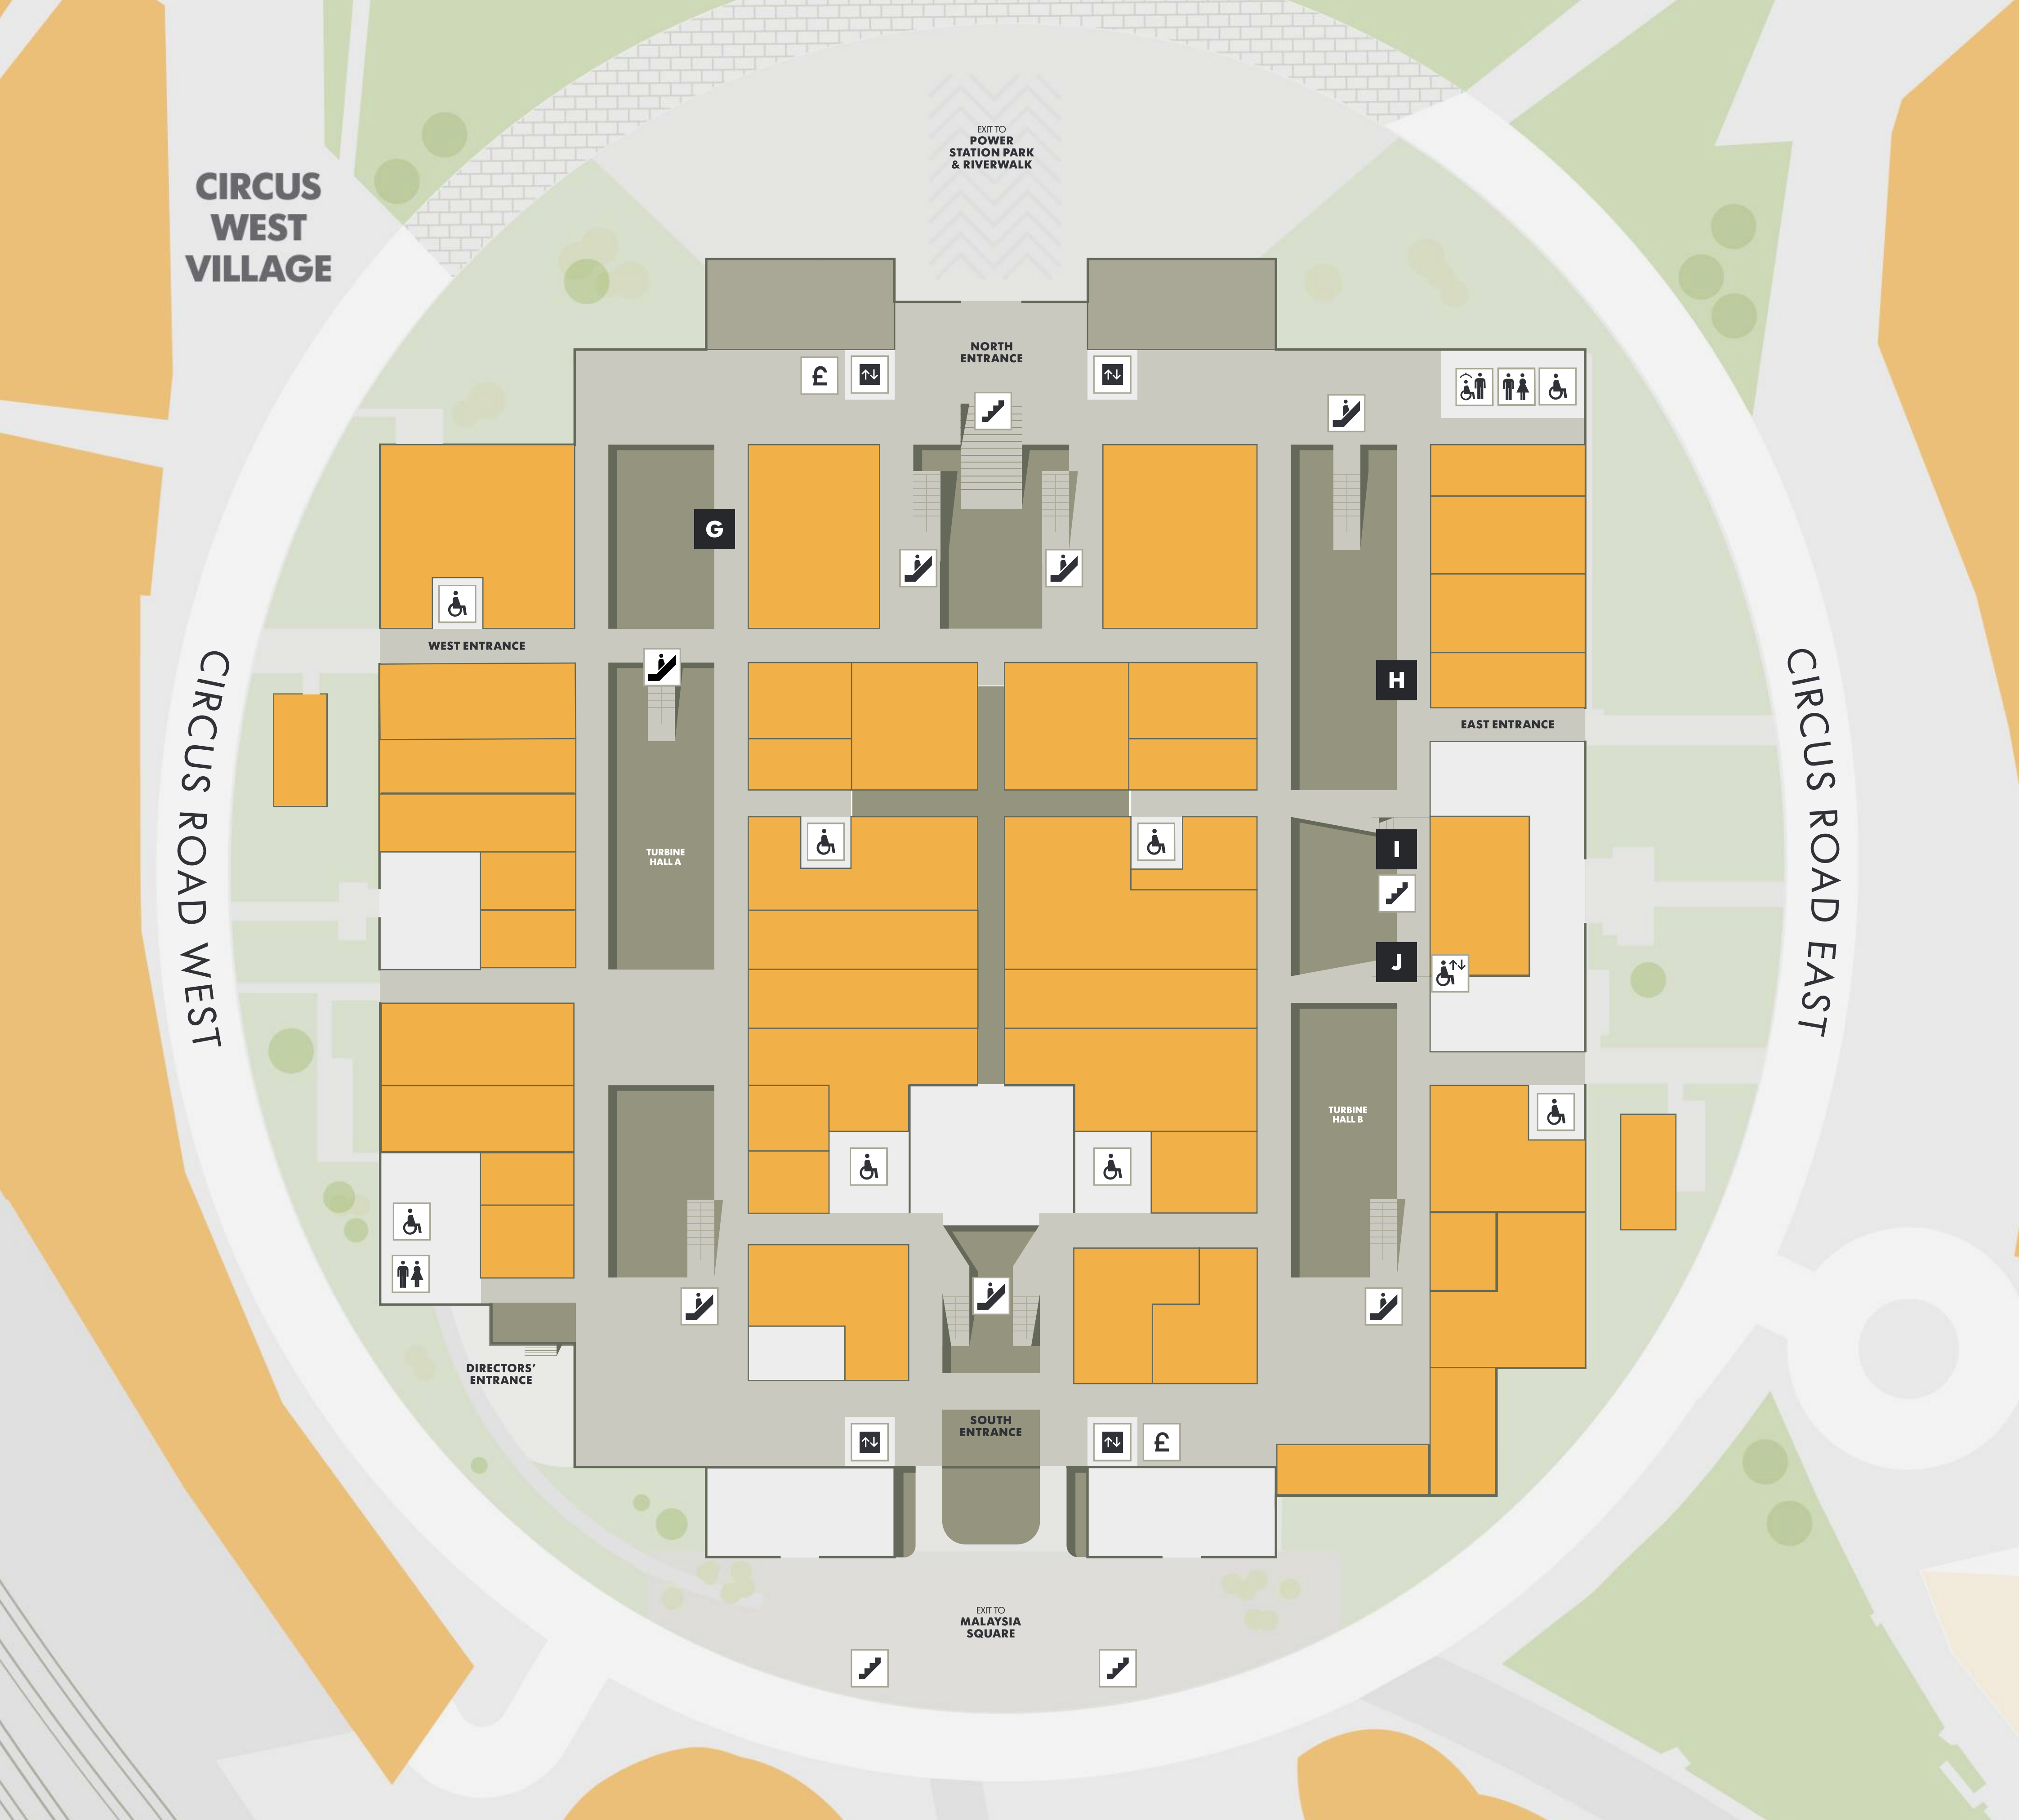 EXIT TO
POWER
STATION PARK
& RIVERWALK
CIRCUS
WEST
VILLAGE
NORTH
ENTRANCE
£
G
WEST ENTRANCE
H
EAST ENTRANCE
CIRCUS ROAD WEST
CIRCUS ROAD EAST
TURBINE
HALL A
I
J
TURBINE
HALL B
DIRECTORS'
ENTRANCE
SOUTH
ENTRANCE
£
EXIT TO
MALAYSIA
SQUARE